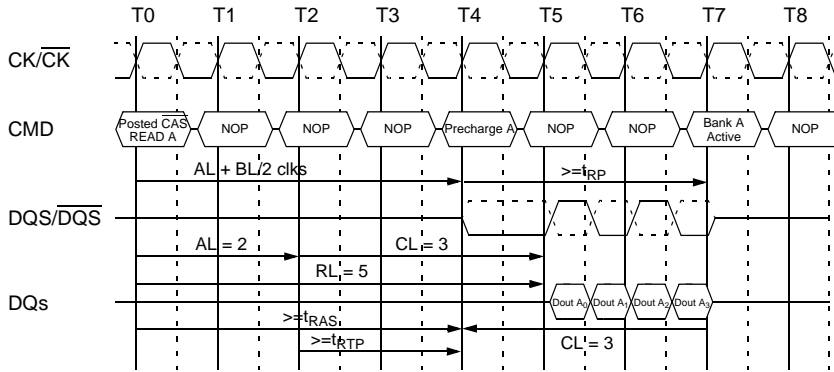 T0 T1 T2 T3 T4 T5 T6 T7 T8
CK/CK
CMD
Posted CAS READ A
NOP
NOP
NOP
Precharge A
NOP
NOP
Bank A Active
NOP
AL + BL/2 clks
>=tRP
DQS/DQS
AL = 2
CL = 3
RL = 5
DQs
Dout A0
Dout A1
Dout A2
Dout A3
>=tRAS
CL = 3
>=tRTP